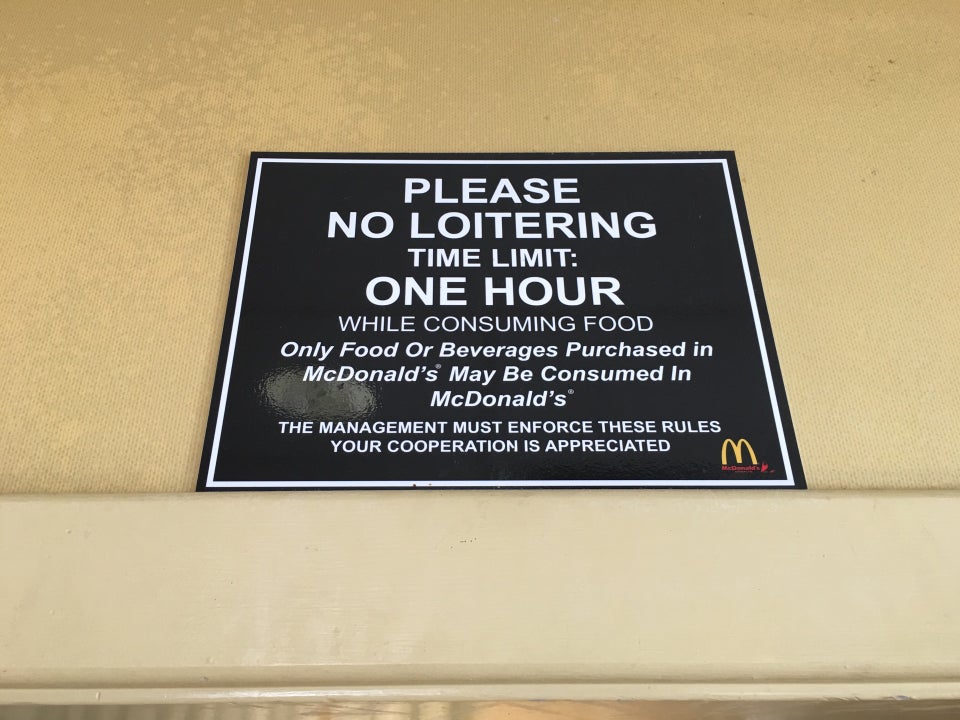 PLEASE
NO LOITERING
TIME LIMIT:
ONE HOUR
WHILE CONSUMING FOOD
Only Food Or Beverages Purchased in
McDonald's® May Be Consumed In
McDonald's®
THE MANAGEMENT MUST ENFORCE THESE RULES
YOUR COOPERATION IS APPRECIATED
McDonald's